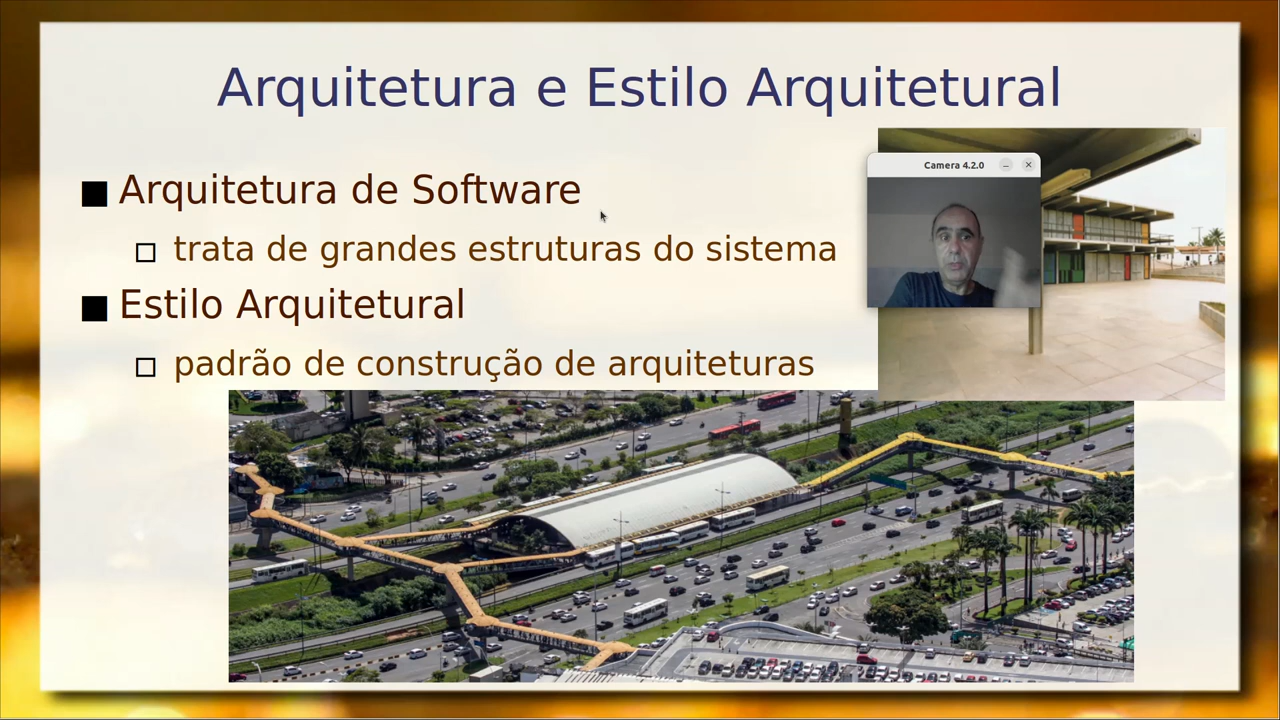 Arquitetura e Estilo Arquitetural
Arquitetura de Software
trata de grandes estruturas do sistema
Estilo Arquitetural
padrão de construção de arquiteturas
Camera 4.2.0